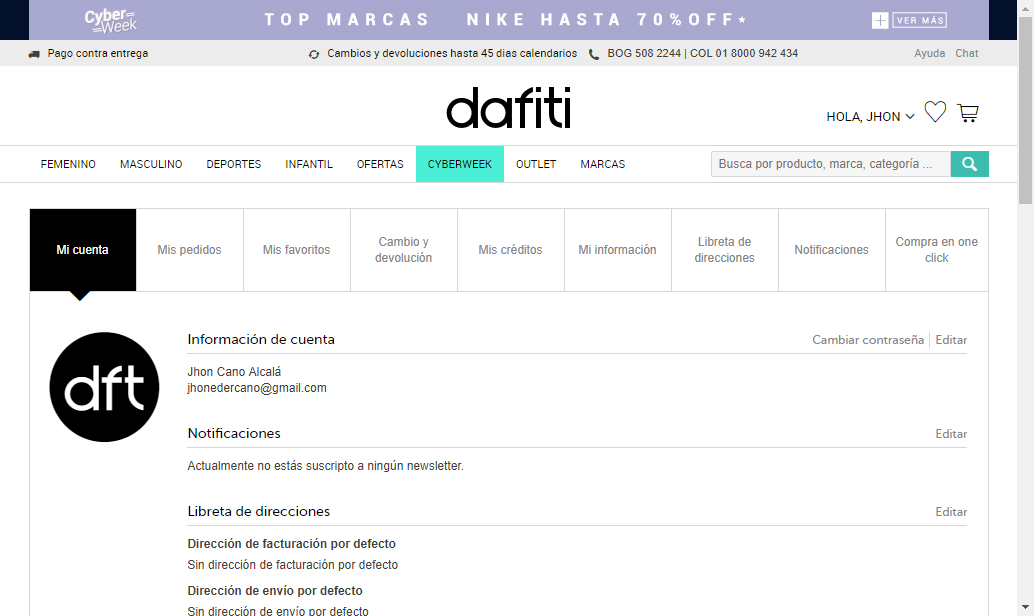 Cyber Week
TOP MARCAS NIKE HASTA 70%OFF*
+ VER MÁS
Pago contra entrega
Cambios y devoluciones hasta 45 dias calendarios
BOG 508 2244 | COL 01 8000 942 434
Ayuda Chat
dafiti
HOLA, JHON
FEMENINO MASCULINO DEPORTES INFANTIL OFERTAS CYBERWEEK OUTLET MARCAS
Busca por producto, marca, categoría ...
Mi cuenta
Mis pedidos
Mis favoritos
Cambio y
devolución
Mis créditos
Mi información
Libreta de
direcciones
Notificaciones
Compra en one
click
dft
Información de cuenta
Cambiar contraseña | Editar
Jhon Cano Alcalá
jhonedercano@gmail.com
Notificaciones
Editar
Actualmente no estás suscripto a ningún newsletter.
Libreta de direcciones
Editar
Dirección de facturación por defecto
Sin dirección de facturación por defecto
Dirección de envío por defecto
Sin dirección de envío por defecto